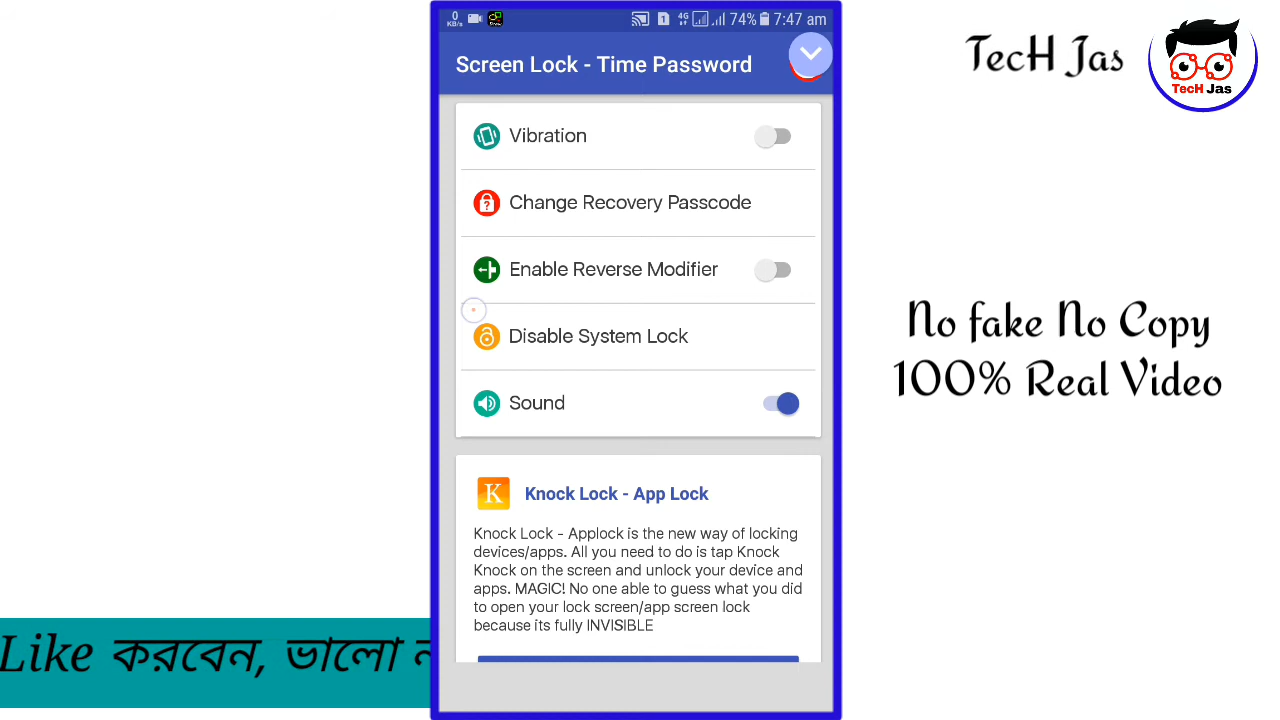 0
KB/s
1
4G
74%
7:47 am
Screen Lock - Time Password
Vibration
Change Recovery Passcode
Enable Reverse Modifier
Disable System Lock
Sound
K
Knock Lock - App Lock
Knock Lock - Applock is the new way of locking
devices/apps. All you need to do is tap Knock
Knock on the screen and unlock your device and
apps. MAGIC! No one able to guess what you did
to open your lock screen/app screen lock
because its fully INVISIBLE
TecH Jas
TecH Jas
No fake No Copy
100% Real Video
Like করবেন, ভালো